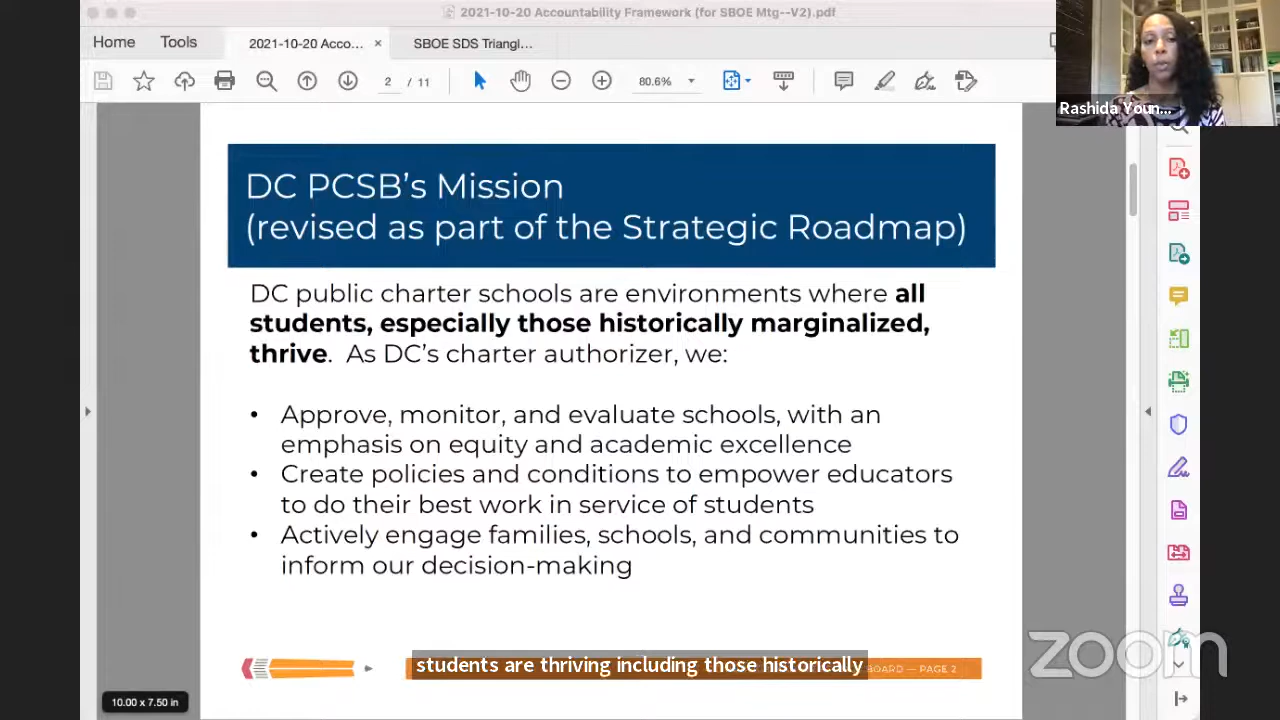 2021-10-20 Accountability Framework (for SBOE Mtg--V2).pdf
Home Tools 2021-10-20 Acco... × SBOE SDS Triangl...
2 / 11 80.6%
Rashida Youn...
DC PCSB’s Mission
(revised as part of the Strategic Roadmap)
DC public charter schools are environments where all
students, especially those historically marginalized,
thrive. As DC’s charter authorizer, we:
• Approve, monitor, and evaluate schools, with an
emphasis on equity and academic excellence
• Create policies and conditions to empower educators
to do their best work in service of students
• Actively engage families, schools, and communities to
inform our decision-making
students are thriving including those historically
BOARD — PAGE 2
zoom
10.00 x 7.50 in